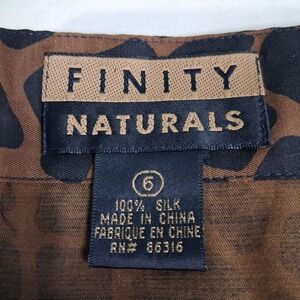 FINITY
NATURALS
6
100% SILK
MADE IN CHINA
FABRIQUE EN CHINE
RN# 86316